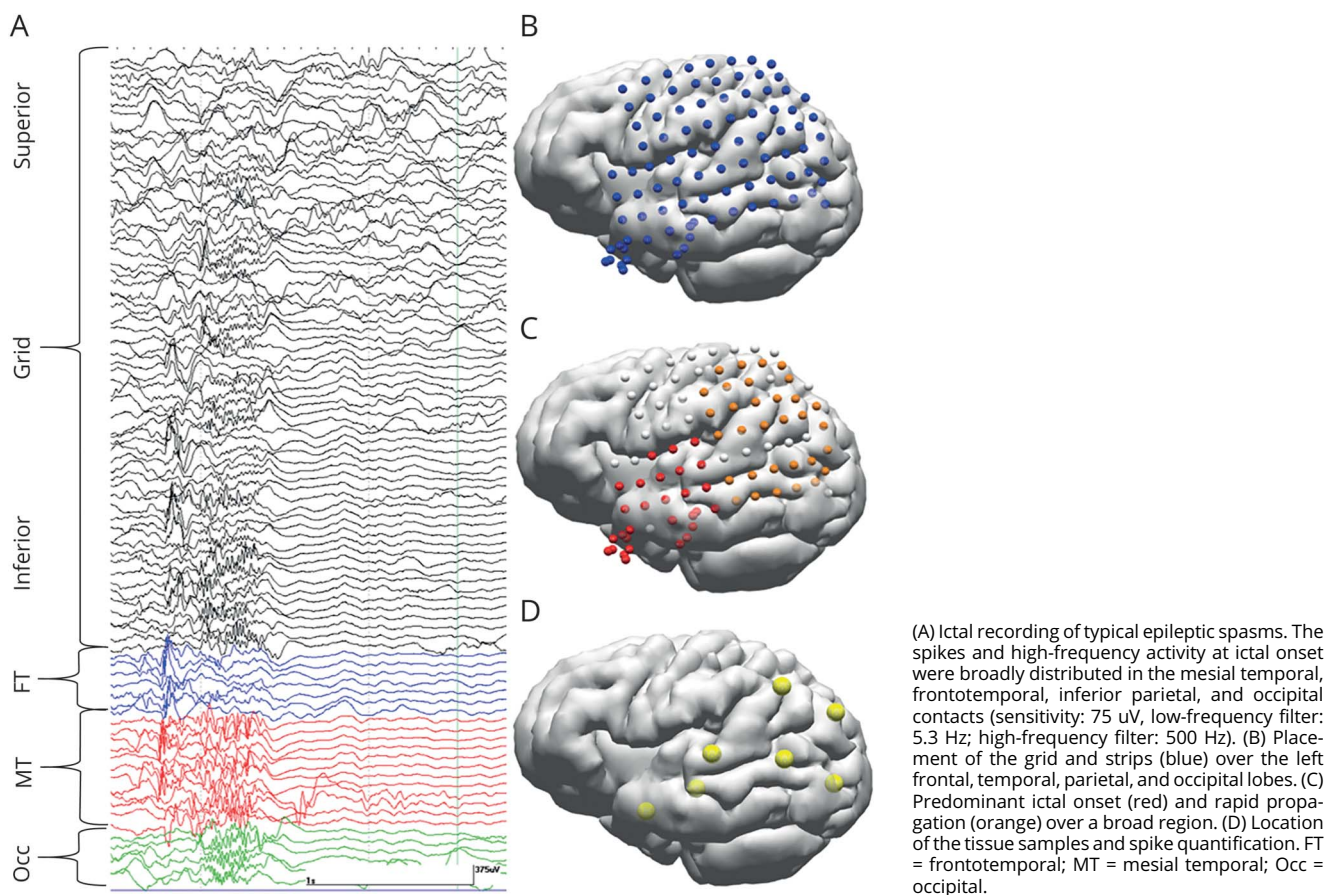 A
B
Superior
Grid
Inferior
FT
MT
Occ
1s
375uV
C
D
(A) Ictal recording of typical epileptic spasms. The
spikes and high-frequency activity at ictal onset
were broadly distributed in the mesial temporal,
frontotemporal, inferior parietal, and occipital
contacts (sensitivity: 75 uV, low-frequency filter:
5.3 Hz; high-frequency filter: 500 Hz). (B) Place-
ment of the grid and strips (blue) over the left
frontal, temporal, parietal, and occipital lobes. (C)
Predominant ictal onset (red) and rapid propa-
gation (orange) over a broad region. (D) Location
of the tissue samples and spike quantification. FT
= frontotemporal; MT = mesial temporal; Occ =
occipital.